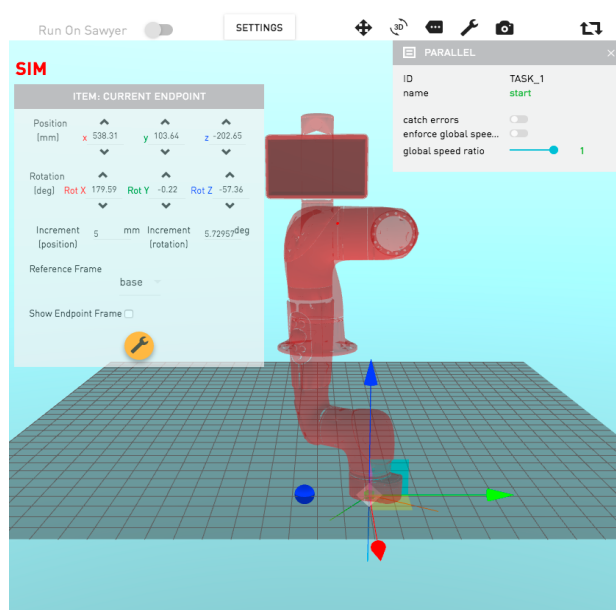 Run On Sawyer
SETTINGS
3D
SIM
ITEM: CURRENT ENDPOINT
Position
(mm)
x 538.31
y 103.64
z -202.65
Rotation
(deg)
Rot X 179.59
Rot Y -0.22
Rot Z -57.36
Increment
(position)
5 mm
Increment
(rotation)
5.72957 deg
Reference Frame
base
Show Endpoint Frame
PARALLEL
×
ID TASK_1
name start
catch errors
enforce global spee...
global speed ratio 1